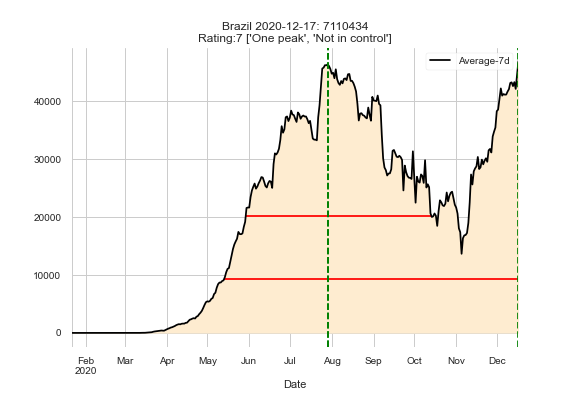 Brazil 2020-12-17: 7110434
Rating:7 ['One peak', 'Not in control']
Average-7d
40000
30000
20000
10000
0
Feb Mar Apr May Jun Jul Aug Sep Oct Nov Dec
2020
Date